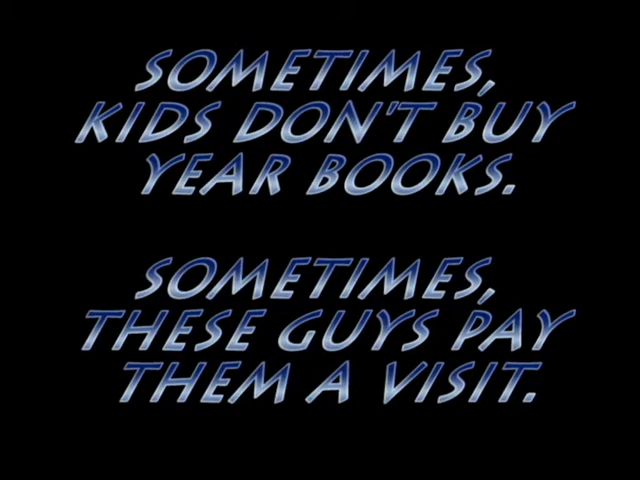 SOMETIMES,
KIDS DON'T BUY
YEAR BOOKS.
SOMETIMES,
THESE GUYS PAY
THEM A VISIT.